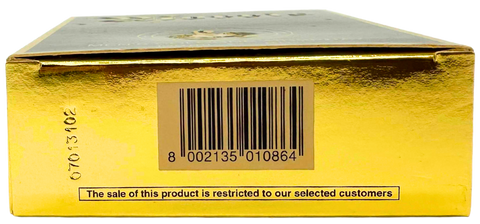 07013102
8 002135 010864
The sale of this product is restricted to our selected customers